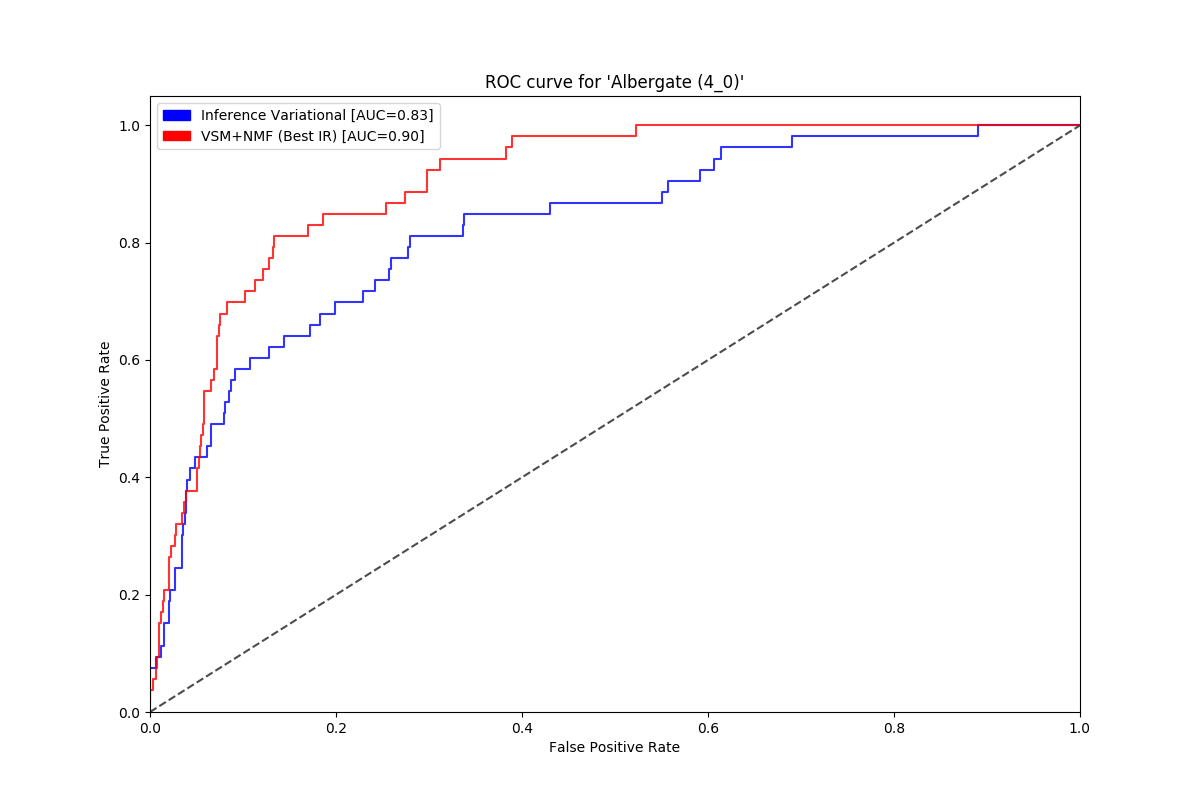 ROC curve for 'Albergate (4_0)'
Inference Variational [AUC=0.83]
VSM+NMF (Best IR) [AUC=0.90]
True Positive Rate
1.0
0.8
0.6
0.4
0.2
0.0
0.0 0.2 0.4 0.6 0.8 1.0
False Positive Rate